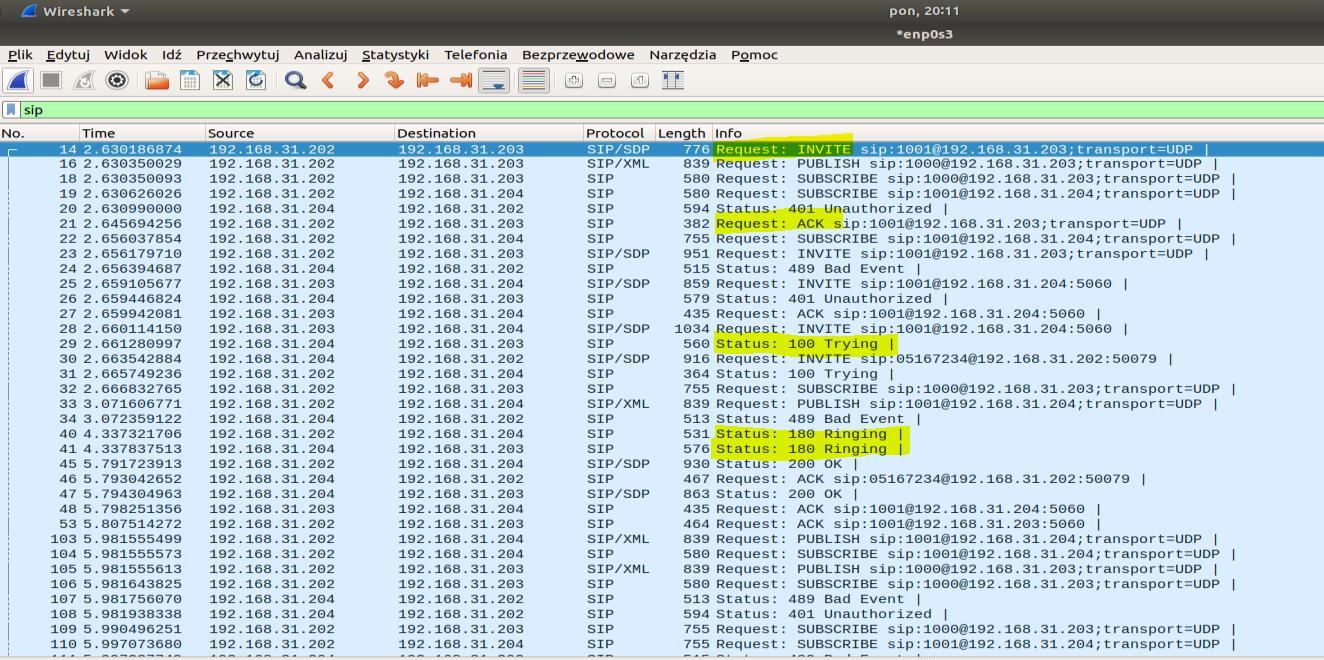 Wireshark
pon, 20:11
*enp0s3
Plik Edytuj Widok Idź Przechwytuj Analizuj Statystyki Telefonia Bezprzewodowe Narzędzia Pomoc
sip
No. Time Source Destination Protocol Length Info
14 2.630186874 192.168.31.202 192.168.31.203 SIP/SDP 776 Request: INVITE sip:1001@192.168.31.203;transport=UDP |
16 2.630350029 192.168.31.202 192.168.31.203 SIP/XML 839 Request: PUBLISH sip:1000@192.168.31.203;transport=UDP |
18 2.630350093 192.168.31.202 192.168.31.203 SIP 580 Request: SUBSCRIBE sip:1000@192.168.31.203;transport=UDP |
19 2.630626026 192.168.31.202 192.168.31.204 SIP 580 Request: SUBSCRIBE sip:1001@192.168.31.204;transport=UDP |
20 2.630990000 192.168.31.204 192.168.31.202 SIP 594 Status: 401 Unauthorized |
21 2.645694256 192.168.31.202 192.168.31.203 SIP 382 Request: ACK sip:1001@192.168.31.203;transport=UDP |
22 2.656037854 192.168.31.202 192.168.31.204 SIP 755 Request: SUBSCRIBE sip:1001@192.168.31.204;transport=UDP |
23 2.656179710 192.168.31.202 192.168.31.203 SIP/SDP 951 Request: INVITE sip:1001@192.168.31.203;transport=UDP |
24 2.656394687 192.168.31.204 192.168.31.202 SIP 515 Status: 489 Bad Event |
25 2.659105677 192.168.31.203 192.168.31.204 SIP/SDP 859 Request: INVITE sip:1001@192.168.31.204:5060 |
26 2.659446824 192.168.31.204 192.168.31.203 SIP 579 Status: 401 Unauthorized |
27 2.659942081 192.168.31.203 192.168.31.204 SIP 435 Request: ACK sip:1001@192.168.31.204:5060 |
28 2.660114150 192.168.31.203 192.168.31.204 SIP/SDP 1034 Request: INVITE sip:1001@192.168.31.204:5060 |
29 2.661280997 192.168.31.204 192.168.31.203 SIP 560 Status: 100 Trying |
30 2.663542884 192.168.31.204 192.168.31.202 SIP/SDP 916 Request: INVITE sip:05167234@192.168.31.202:50079 |
31 2.665749236 192.168.31.202 192.168.31.204 SIP 364 Status: 100 Trying |
32 2.666832765 192.168.31.202 192.168.31.203 SIP 755 Request: SUBSCRIBE sip:1000@192.168.31.203;transport=UDP |
33 3.071606771 192.168.31.202 192.168.31.204 SIP/XML 839 Request: PUBLISH sip:1001@192.168.31.204;transport=UDP |
34 3.072359122 192.168.31.204 192.168.31.202 SIP 513 Status: 489 Bad Event |
40 4.337321706 192.168.31.202 192.168.31.204 SIP 531 Status: 180 Ringing |
41 4.337837513 192.168.31.204 192.168.31.203 SIP 576 Status: 180 Ringing |
45 5.791723913 192.168.31.202 192.168.31.204 SIP/SDP 930 Status: 200 OK |
46 5.793042652 192.168.31.204 192.168.31.202 SIP 467 Request: ACK sip:05167234@192.168.31.202:50079 |
47 5.794304963 192.168.31.204 192.168.31.203 SIP/SDP 863 Status: 200 OK |
48 5.798251356 192.168.31.203 192.168.31.204 SIP 435 Request: ACK sip:1001@192.168.31.204:5060 |
53 5.807514272 192.168.31.202 192.168.31.203 SIP 464 Request: ACK sip:1001@192.168.31.203:5060 |
103 5.981555499 192.168.31.202 192.168.31.204 SIP/XML 839 Request: PUBLISH sip:1001@192.168.31.204;transport=UDP |
104 5.981555573 192.168.31.202 192.168.31.204 SIP 580 Request: SUBSCRIBE sip:1001@192.168.31.204;transport=UDP |
105 5.981555613 192.168.31.202 192.168.31.203 SIP/XML 839 Request: PUBLISH sip:1000@192.168.31.203;transport=UDP |
106 5.981643825 192.168.31.202 192.168.31.203 SIP 580 Request: SUBSCRIBE sip:1000@192.168.31.203;transport=UDP |
107 5.981756070 192.168.31.204 192.168.31.202 SIP 513 Status: 489 Bad Event |
108 5.981938338 192.168.31.204 192.168.31.202 SIP 594 Status: 401 Unauthorized |
109 5.990496251 192.168.31.202 192.168.31.203 SIP 755 Request: SUBSCRIBE sip:1000@192.168.31.203;transport=UDP |
110 5.997073680 192.168.31.202 192.168.31.204 SIP 755 Request: SUBSCRIBE sip:1001@192.168.31.204;transport=UDP |